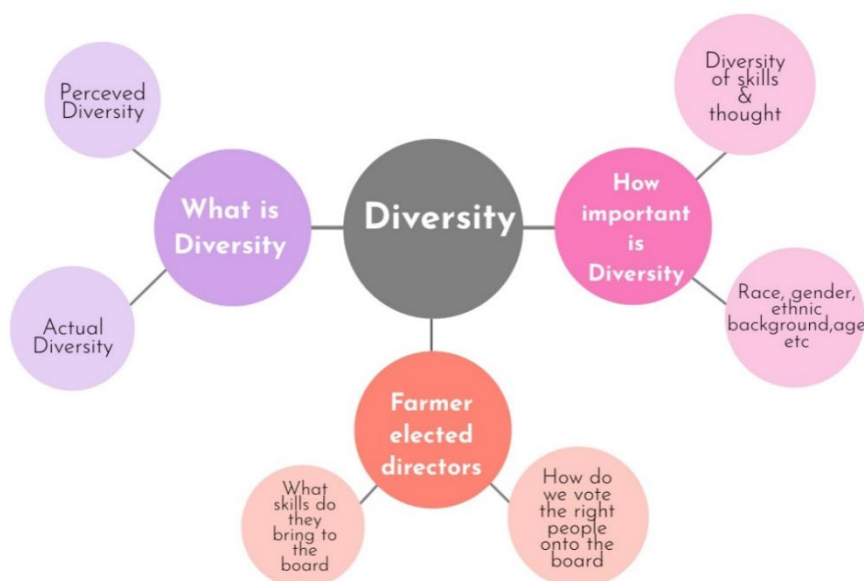 Perceved
Diversity
What is
Diversity
Actual
Diversity
Diversity
How
important
is
Diversity
Diversity
of skills
&
thought
Race, gender,
ethnic
background,age
etc
Farmer
elected
directors
What
skills do
they
bring to
the
board
How do
we vote
the right
people
onto the
board